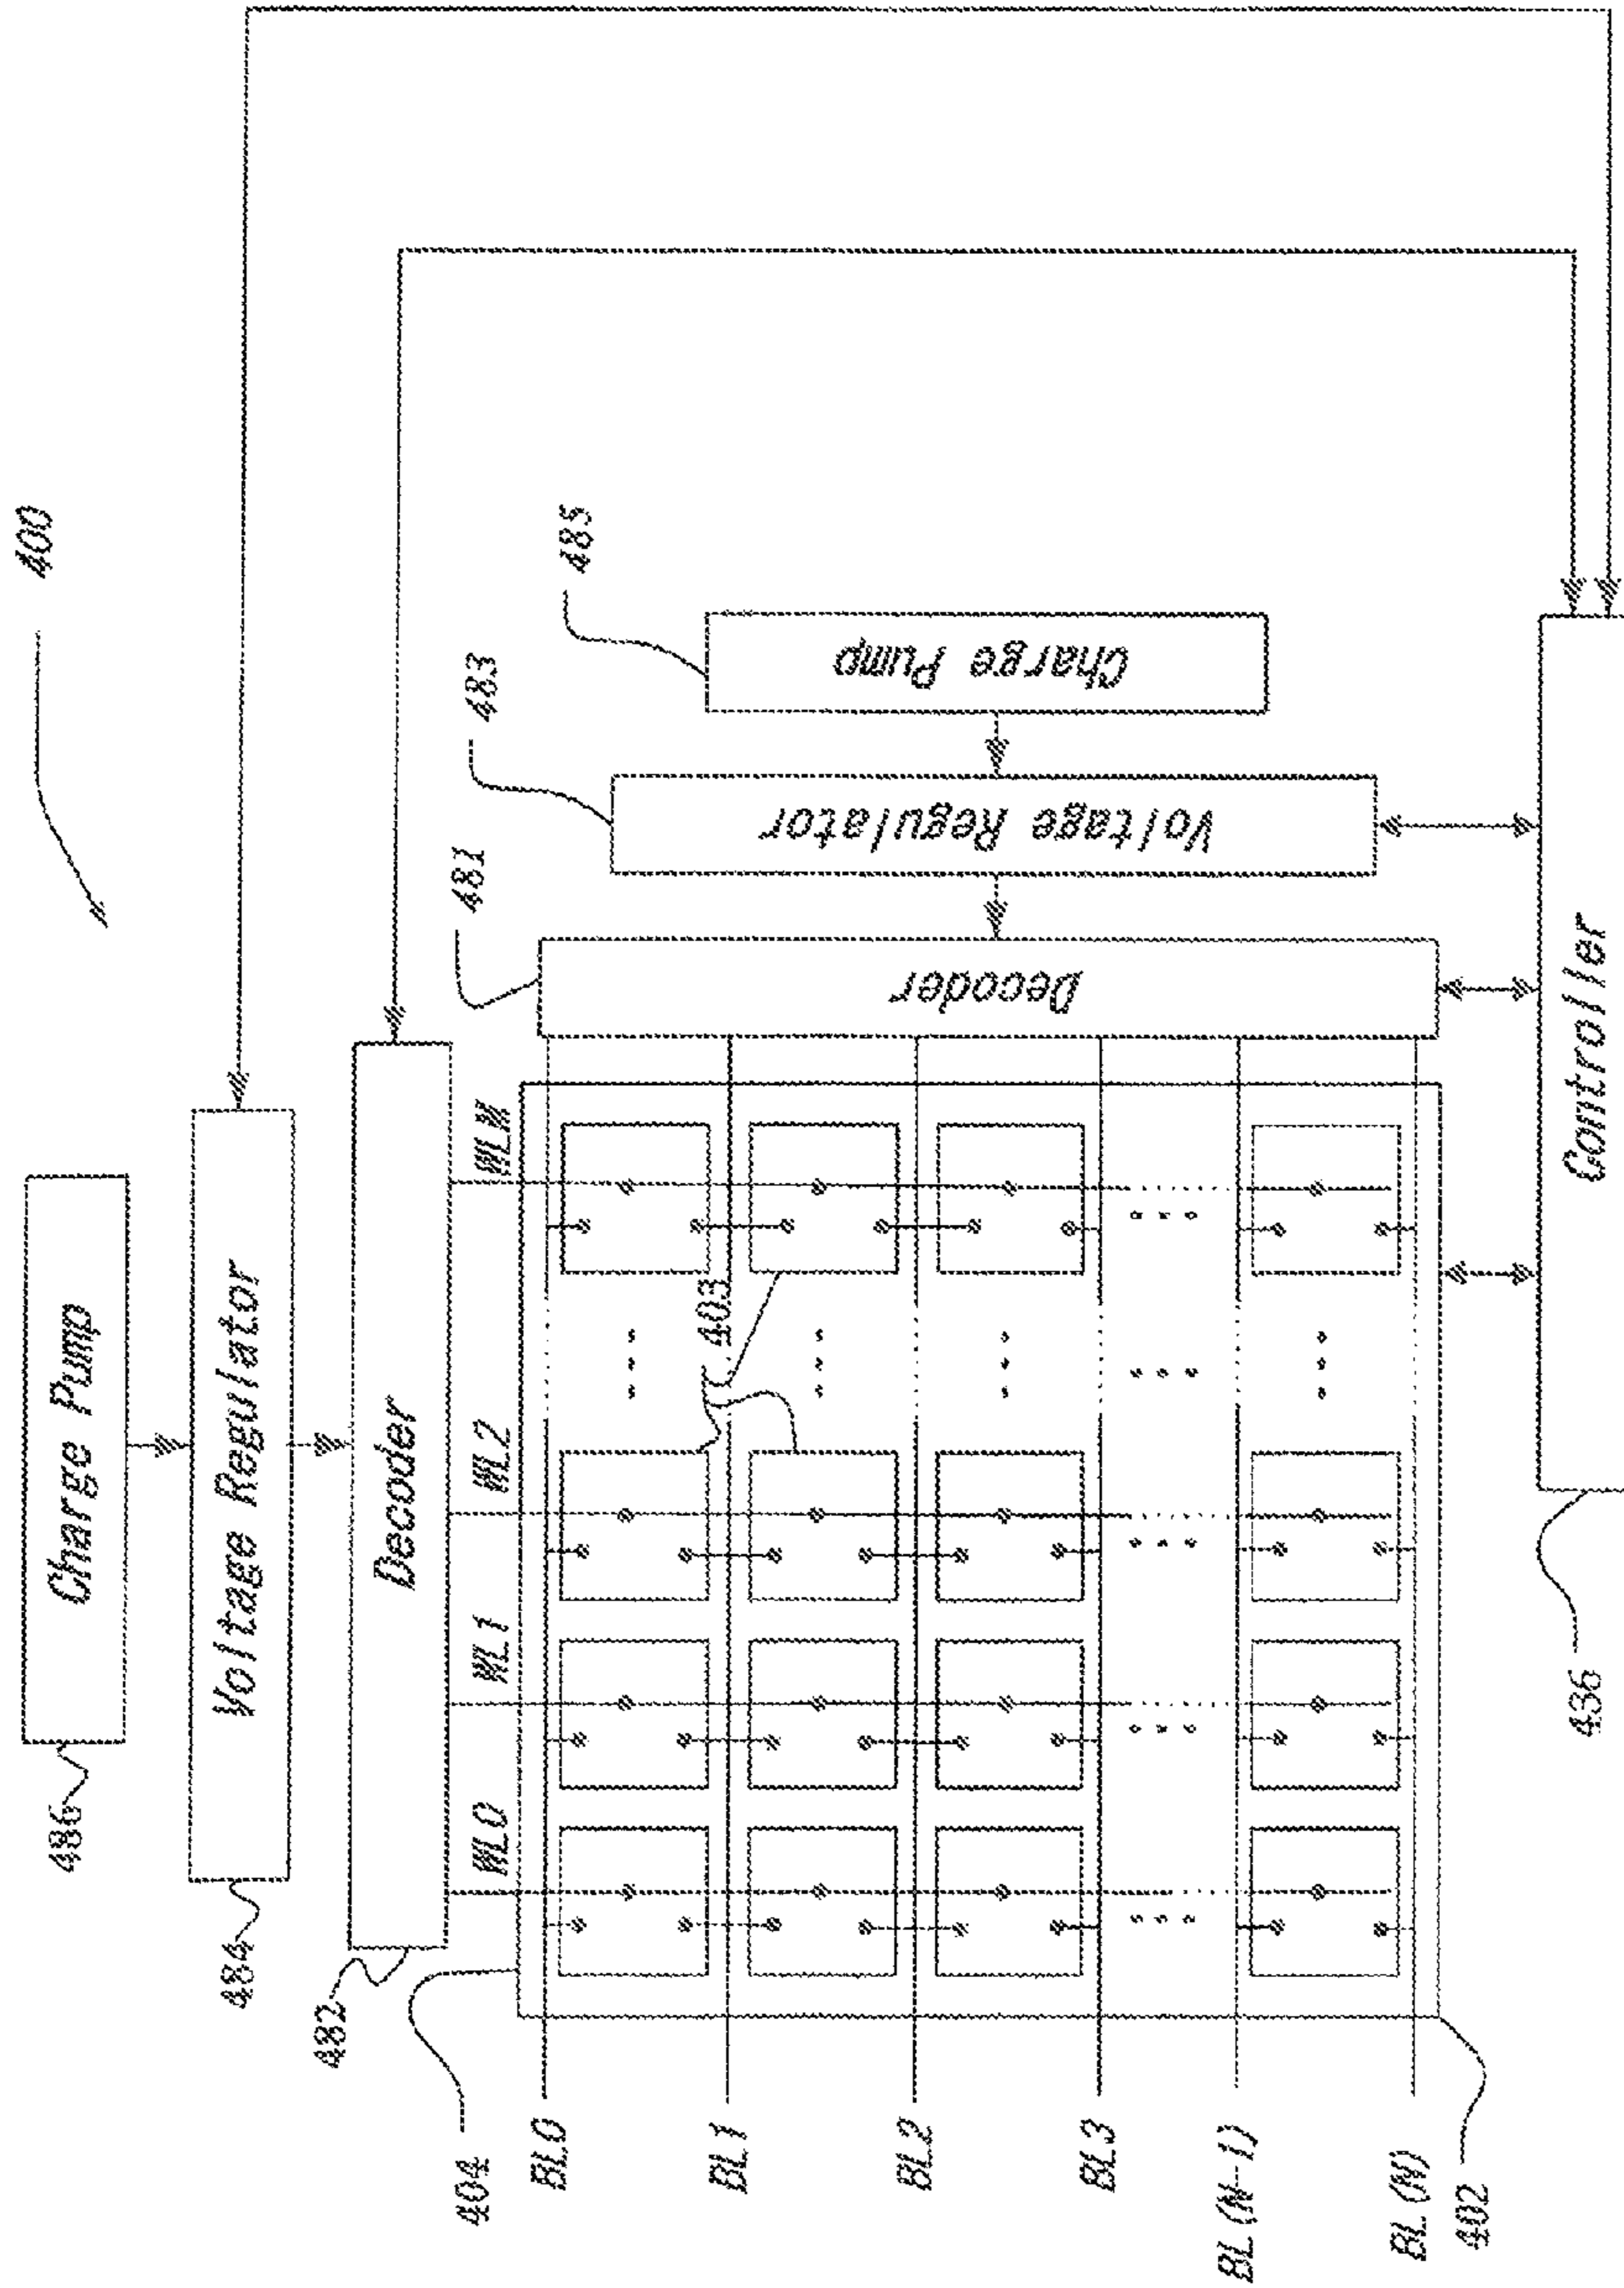 400
486
Charge Pump
484
Voltage Regulator
482
Decoder
404
WL0
WL1
WL2
WLM
BL0
BL1
BL2
BL3
BL(N-1)
BL(N)
402
403
481
Decoder
483
Voltage Regulator
485
Charge Pump
436
Controller